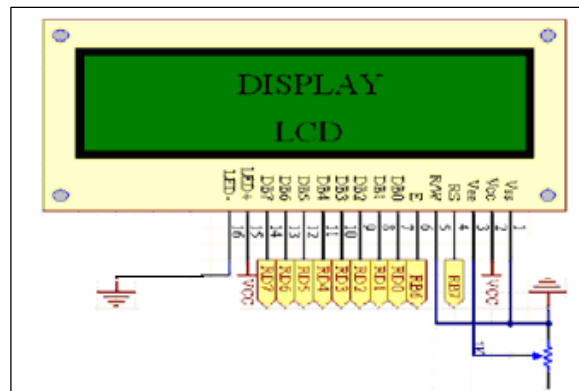 DISPLAY
LCD
LED- LED+ DB7 DB6 DB5 DB4 DB3 DB2 DB1 DB0 E R/W RS Vee Vcc Vss
16 15 14 13 12 11 10 9 8 7 6 5 4 3 2 1
VCC RD7 RD6 RD5 RD4 RD3 RD2 RD1 RD0 RB6 RB7 VCC